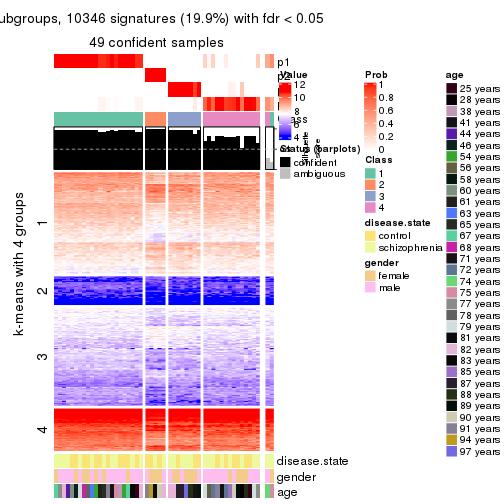 ubgroups, 10346 signatures (19.9%) with fdr < 0.05
49 confident samples
p1
p2
Value
12
10
8
6
4
Prob
1
0.8
0.6
0.4
0.2
0
Status (barplots)
confident
ambiguous
Class
1
2
3
4
disease.state
control
schizophrenia
gender
female
male
age
25 years
28 years
38 years
41 years
44 years
46 years
54 years
56 years
58 years
60 years
61 years
63 years
65 years
67 years
68 years
71 years
72 years
74 years
75 years
77 years
78 years
79 years
81 years
82 years
83 years
85 years
87 years
88 years
89 years
90 years
91 years
94 years
97 years
k-means with 4 groups
1
2
3
4
disease.state
gender
age